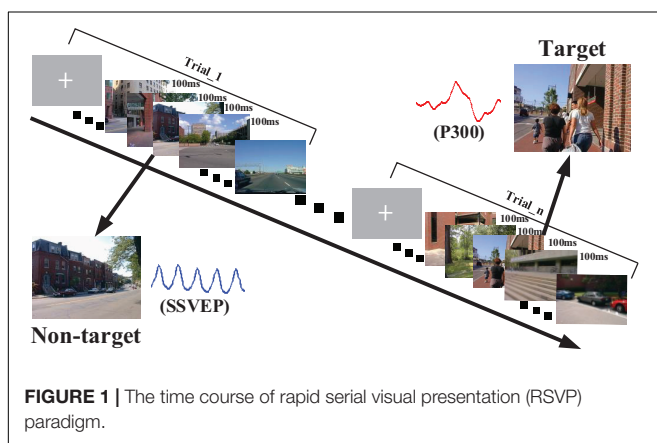 Target
Trial_1
100ms
100ms
100ms
100ms
(P300)
Trial_n
100ms
100ms
100ms
100ms
(SSVEP)
Non-target
FIGURE 1 | The time course of rapid serial visual presentation (RSVP)
paradigm.